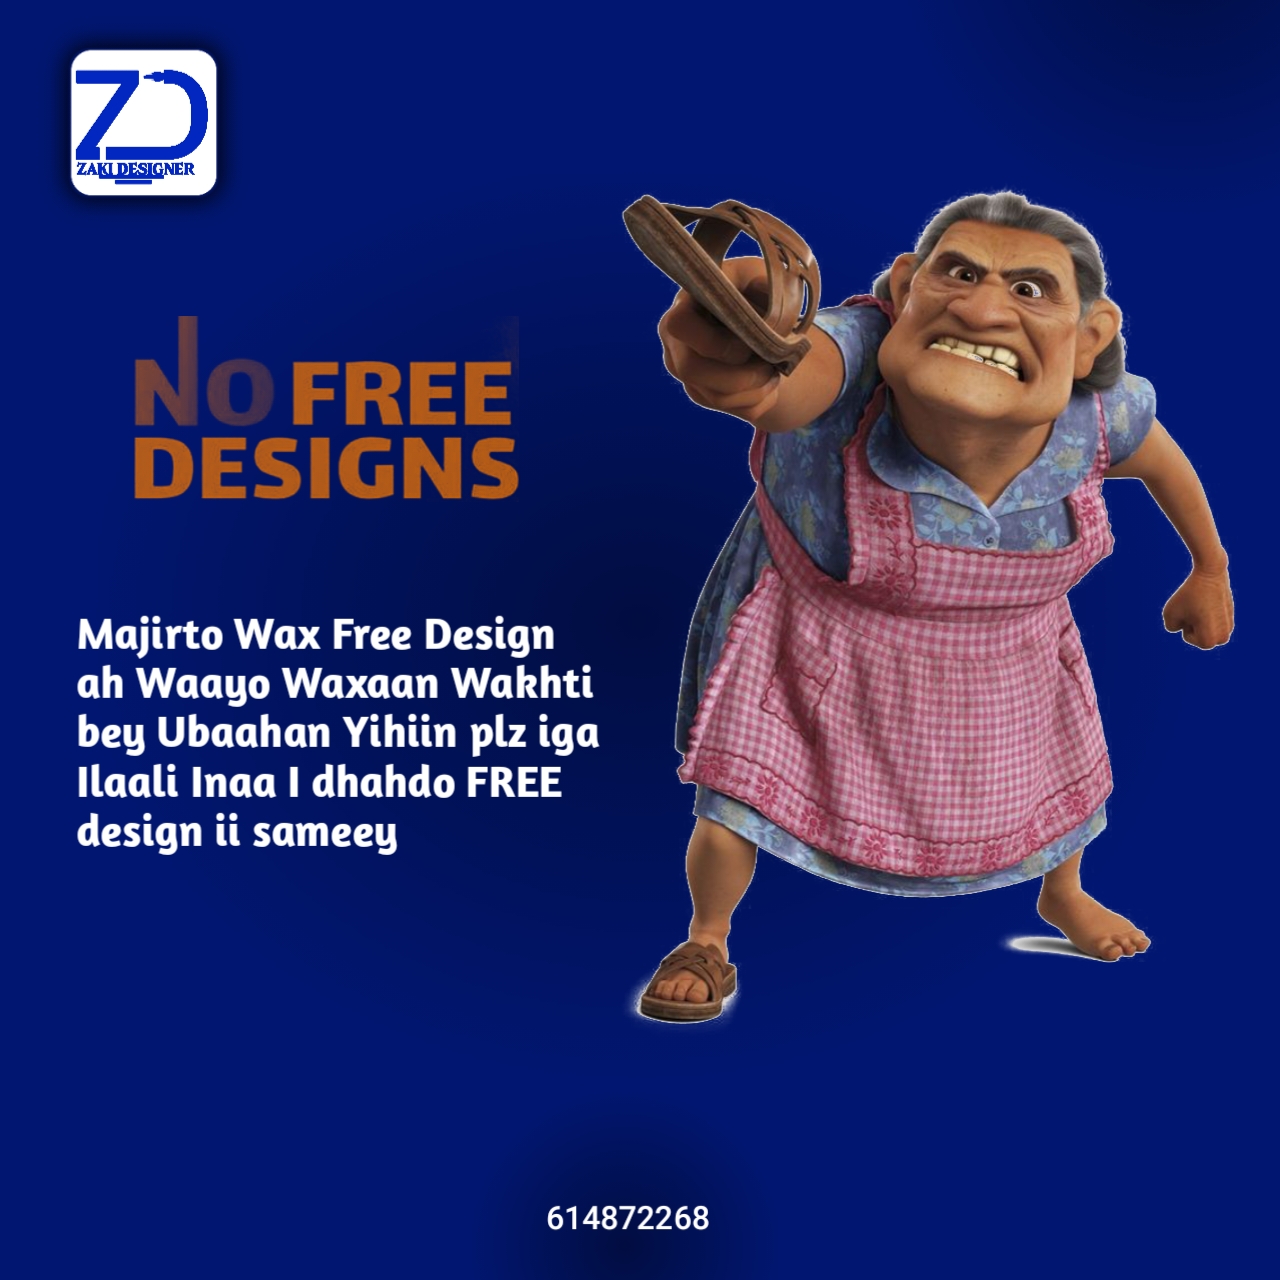 ZD
ZAKI DESIGNER
NO FREE
DESIGNS
Majirto Wax Free Design
ah Waayo Waxaan Wakhti
bey Ubaahan Yihiin plz iga
Ilaali Inaa I dhahdo FREE
design ii sameey
614872268